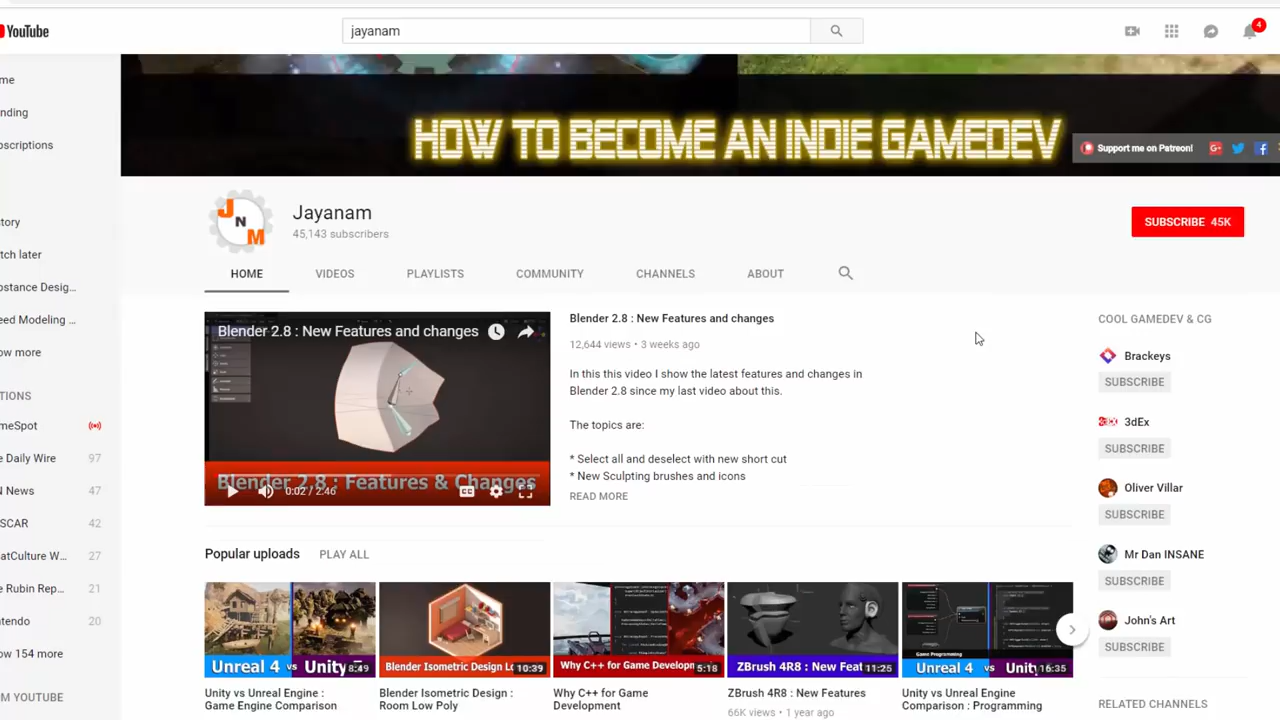 YouTube
jayanam
4
me
nding
bscriptions
tory
tch later
bstance Desig...
eed Modeling ...
ow more
TIONS
meSpot
e Daily Wire 97
N News 47
SCAR 42
atCulture W... 27
e Rubin Rep... 21
ntendo 20
ow 154 more
OM YOUTUBE
HOW TO BECOME AN INDIE GAMEDEV
Support me on Patreon!
JNM
Jayanam
45,143 subscribers
SUBSCRIBE 45K
HOME VIDEOS PLAYLISTS COMMUNITY CHANNELS ABOUT
Blender 2.8 : New Features and changes
Blender 2.8 : Features & Changes
0:02 / 2:46
Blender 2.8 : New Features and changes
12,644 views • 3 weeks ago
In this this video I show the latest features and changes in
Blender 2.8 since my last video about this.
The topics are:
* Select all and deselect with new short cut
* New Sculpting brushes and icons
READ MORE
COOL GAMEDEV & CG
Brackeys
SUBSCRIBE
3dEx
SUBSCRIBE
Oliver Villar
SUBSCRIBE
Mr Dan INSANE
SUBSCRIBE
John's Art
SUBSCRIBE
RELATED CHANNELS
Popular uploads PLAY ALL
Unreal 4 vs Unity 8:49
Unity vs Unreal Engine :
Game Engine Comparison
Blender Isometric Design Lo 10:39
Blender Isometric Design :
Room Low Poly
Why C++ for Game Developm 5:18
Why C++ for Game
Development
ZBrush 4R8 : New Feat 11:25
ZBrush 4R8 : New Features
66K views • 1 year ago
Game Programming
Unreal 4 vs Unity 16:35
Unity vs Unreal Engine
Comparison : Programming